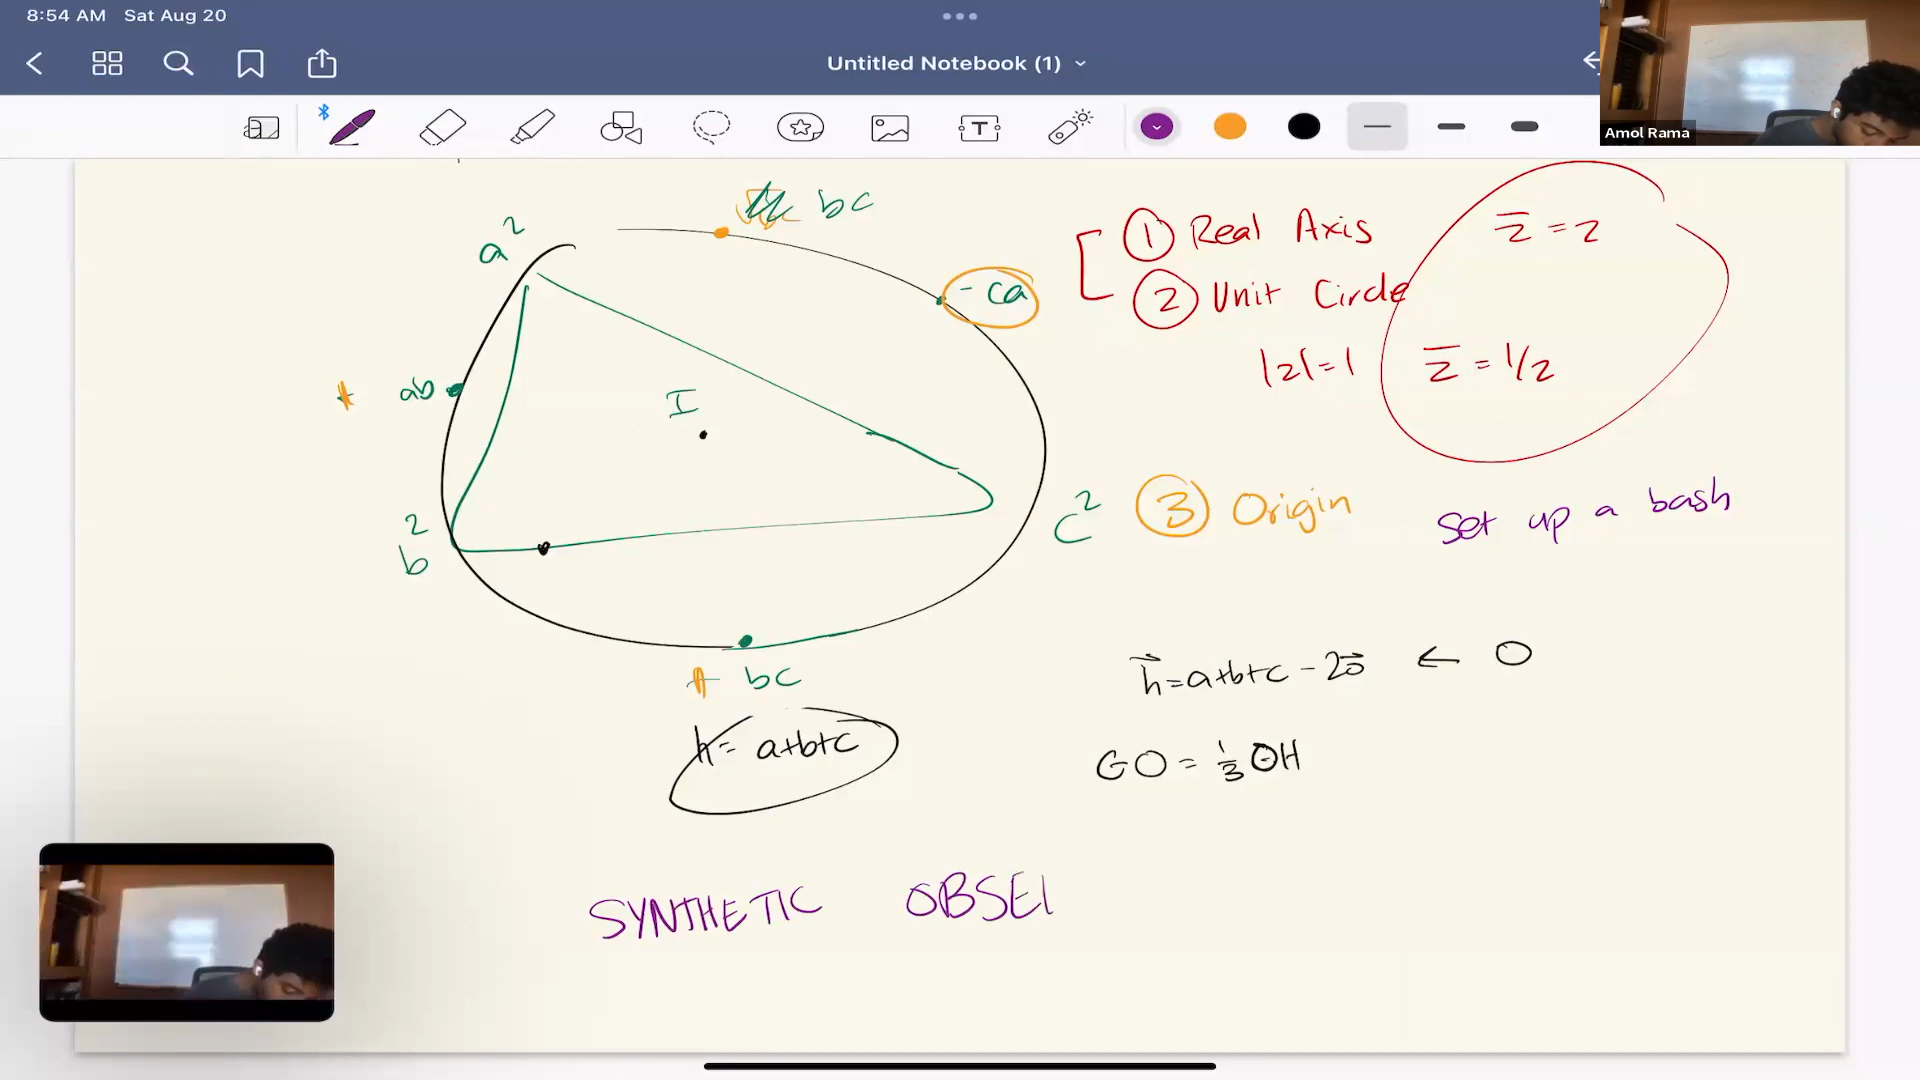 8:54 AM Sat Aug 20
Untitled Notebook (1)
Amol Rama
bc
a²
-ca
ab
I
b²
c²
bc
h = a+b+c
① Real Axis
z̅ = z
② Unit Circle
|z|=1 z̅ = 1/z
③ Origin
Set up a bash
h⃗ = a+b+c - 2o⃗ ← O
GO = 1/3 OH
SYNTHETIC OBSE